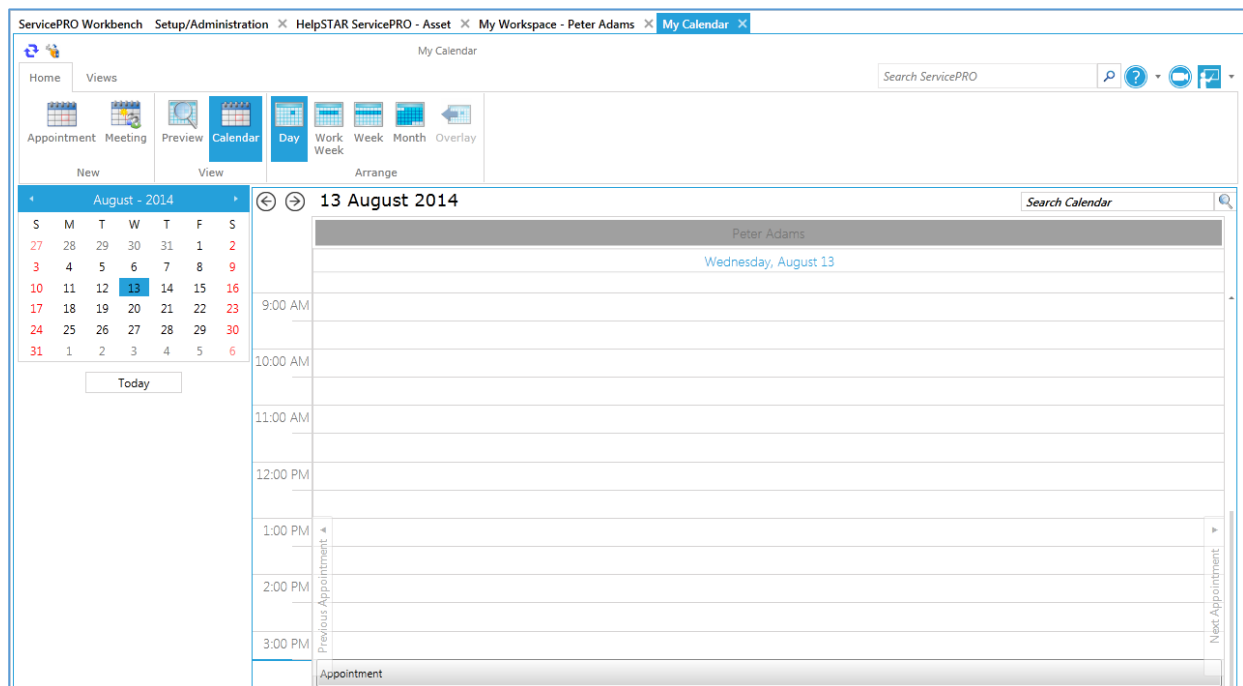 ServicePRO Workbench Setup/Administration HelpSTAR ServicePRO - Asset My Workspace - Peter Adams My Calendar
My Calendar
Home Views
Search ServicePRO
Appointment Meeting Preview Calendar Day Work Week Week Month Overlay
New View Arrange
August - 2014
S M T W T F S
27 28 29 30 31 1 2
3 4 5 6 7 8 9
10 11 12 13 14 15 16
17 18 19 20 21 22 23
24 25 26 27 28 29 30
31 1 2 3 4 5 6
Today
13 August 2014
Search Calendar
Peter Adams
Wednesday, August 13
9:00 AM
10:00 AM
11:00 AM
12:00 PM
1:00 PM
2:00 PM
3:00 PM
Previous Appointment
Next Appointment
Appointment